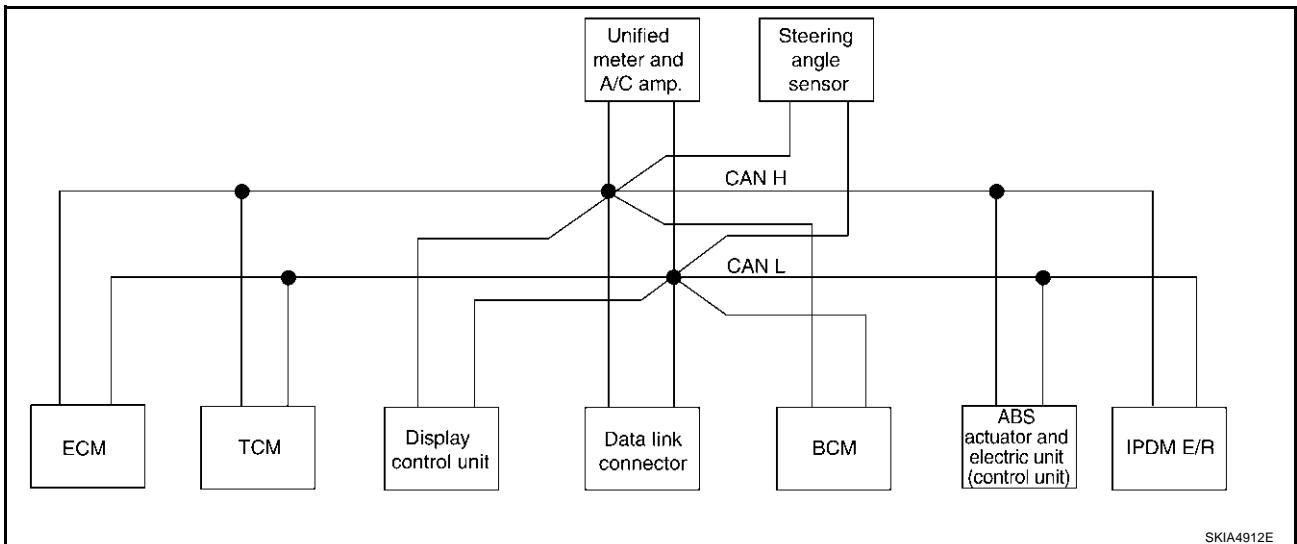 Unified
meter and
A/C amp.
Steering
angle
sensor
CAN H
CAN L
ECM
TCM
Display
control unit
Data link
connector
BCM
ABS
actuator and
electric unit
(control unit)
IPDM E/R
SKIA4912E